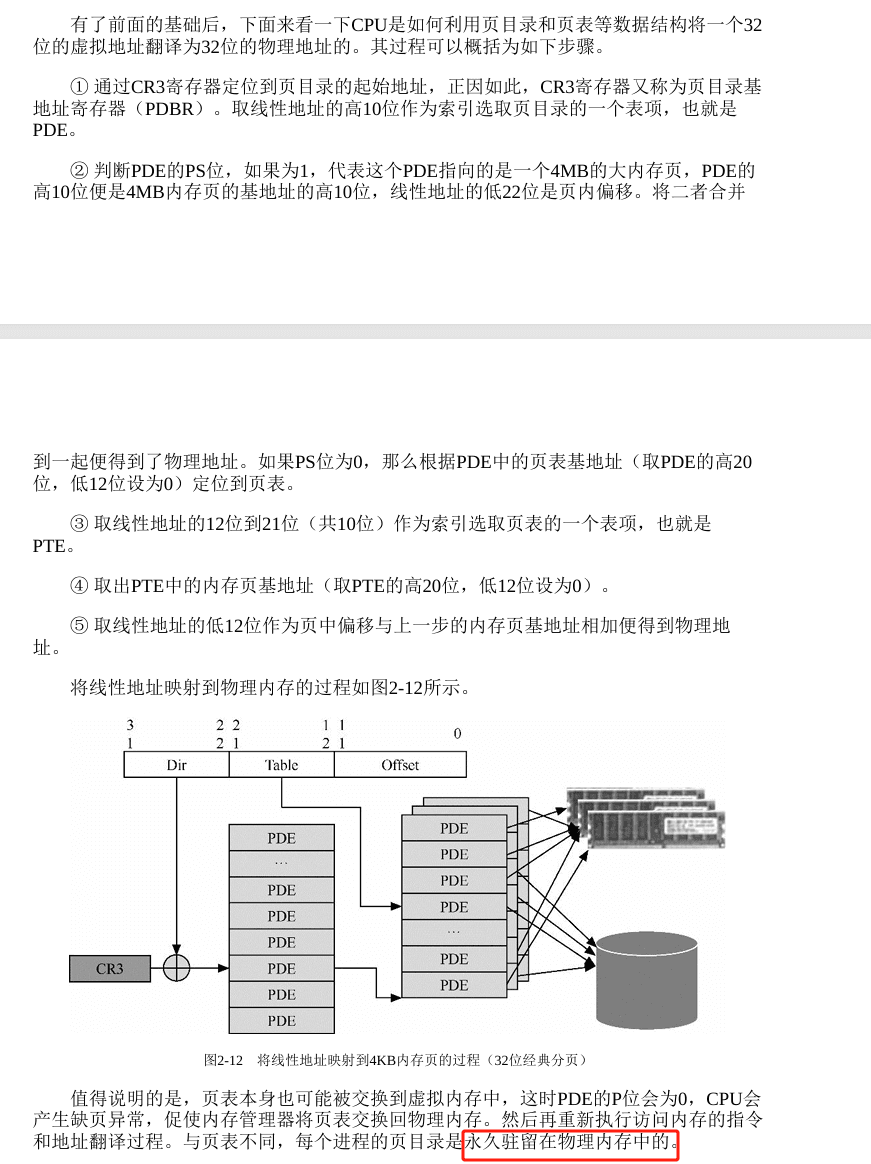 有了前面的基础后，下面来看一下CPU是如何利用页目录和页表等数据结构将一个32
位的虚拟地址翻译为32位的物理地址的。其过程可以概括为如下步骤。
① 通过CR3寄存器定位到页目录的起始地址，正因如此，CR3寄存器又称为页目录基
地址寄存器（PDBR）。取线性地址的高10位作为索引选取页目录的一个表项，也就是
PDE。
② 判断PDE的PS位，如果为1，代表这个PDE指向的是一个4MB的大内存页，PDE的
高10位便是4MB内存页的基地址的高10位，线性地址的低22位是页内偏移。将二者合并
到一起便得到了物理地址。如果PS位为0，那么根据PDE中的页表基地址（取PDE的高20
位，低12位设为0）定位到页表。
③ 取线性地址的12位到21位（共10位）作为索引选取页表的一个表项，也就是
PTE。
④ 取出PTE中的内存页基地址（取PTE的高20位，低12位设为0）。
⑤ 取线性地址的低12位作为页中偏移与上一步的内存页基地址相加便得到物理地
址。
将线性地址映射到物理内存的过程如图2-12所示。
3 2 2 1 1 0
1 2 1 2 1
Dir Table Offset
PDE
...
PDE
PDE
PDE
PDE
PDE
PDE
CR3
PDE
PDE
PDE
PDE
...
PDE
PDE
图2-12 将线性地址映射到4KB内存页的过程（32位经典分页）
值得说明的是，页表本身也可能被交换到虚拟内存中，这时PDE的P位会为0，CPU会
产生缺页异常，促使内存管理器将页表交换回物理内存。然后再重新执行访问内存的指令
和地址翻译过程。与页表不同，每个进程的页目录是永久驻留在物理内存中的。